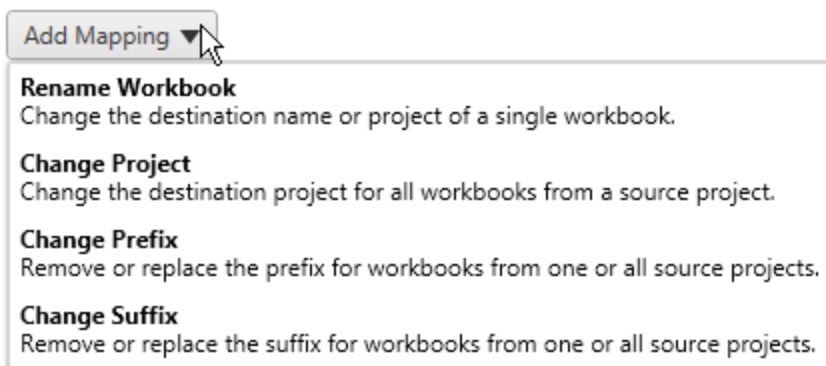 Add Mapping
Rename Workbook
Change the destination name or project of a single workbook.
Change Project
Change the destination project for all workbooks from a source project.
Change Prefix
Remove or replace the prefix for workbooks from one or all source projects.
Change Suffix
Remove or replace the suffix for workbooks from one or all source projects.